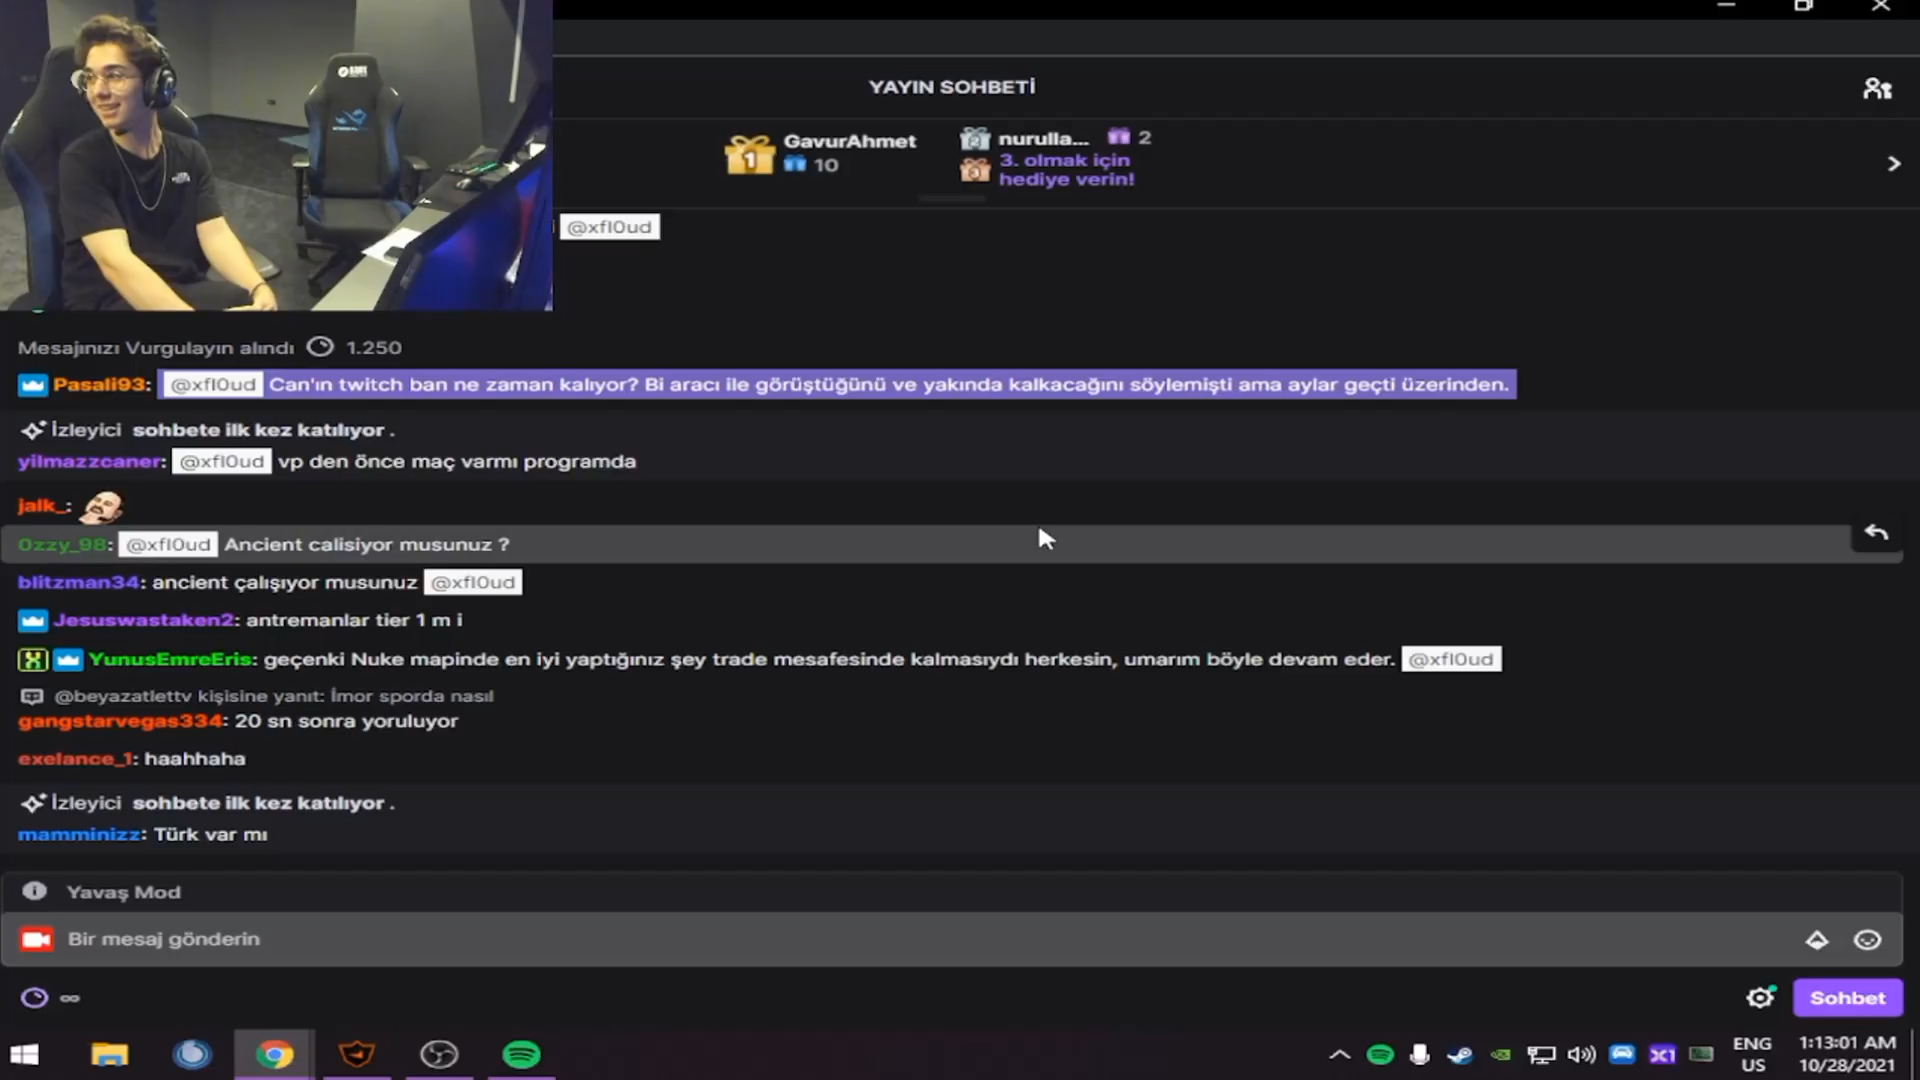 YAYIN SOHBETİ
1 GavurAhmet
10
2 nurulla... 2
3 3. olmak için
hediye verin!
@xfl0ud
Mesajınızı Vurgulayın alındı 1.250
Pasali93: @xfl0ud Can'ın twitch ban ne zaman kalıyor? Bi aracı ile görüştüğünü ve yakında kalkacağını söylemişti ama aylar geçti üzerinden.
İzleyici sohbete ilk kez katılıyor .
yilmazzcaner: @xfl0ud vp den önce maç varmı programda
jalk_:
Ozzy_98: @xfl0ud Ancient calisiyor musunuz ?
blitzman34: ancient çalışıyor musunuz @xfl0ud
Jesuswastaken2: antremanlar tier 1 m i
YunusEmreEris: geçenki Nuke mapinde en iyi yaptığınız şey trade mesafesinde kalmasıydı herkesin, umarım böyle devam eder. @xfl0ud
@beyazatlettv kişisine yanıt: İmor sporda nasıl
gangstarvegas334: 20 sn sonra yoruluyor
exelance_1: haahhaha
İzleyici sohbete ilk kez katılıyor .
mamminizz: Türk var mı
Yavaş Mod
Bir mesaj gönderin
∞
Sohbet
X1
ENG
US
1:13:01 AM
10/28/2021